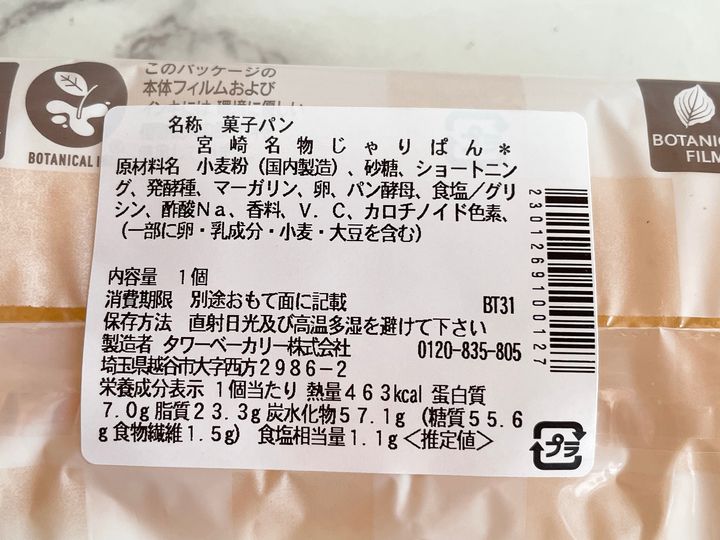 このパッケージの
本体フィルムおよび
BOTANICAL
BOTANI
FILM
名称 菓子パン
宮崎名物じゃりぱん*
原材料名 小麦粉(国内製造)、砂糖、ショートニン
グ、発酵種、マーガリン、卵、パン酵母、食塩/グリ
シン、酢酸Na、香料、V.C、カロチノイド色素、
(一部に卵・乳成分・小麦・大豆を含む)
内容量 1個
消費期限 別途おもて面に記載 BT31
保存方法 直射日光及び高温多湿を避けて下さい
製造者 タワーベーカリー株式会社 0120-835-805
埼玉県越谷市大字西方2986-2
栄養成分表示 1個当たり 熱量463kcal 蛋白質
7.0g 脂質23.3g 炭水化物57.1g (糖質55.6
g 食物繊維1.5g) 食塩相当量1.1g<推定値>
2301269100127
プラ